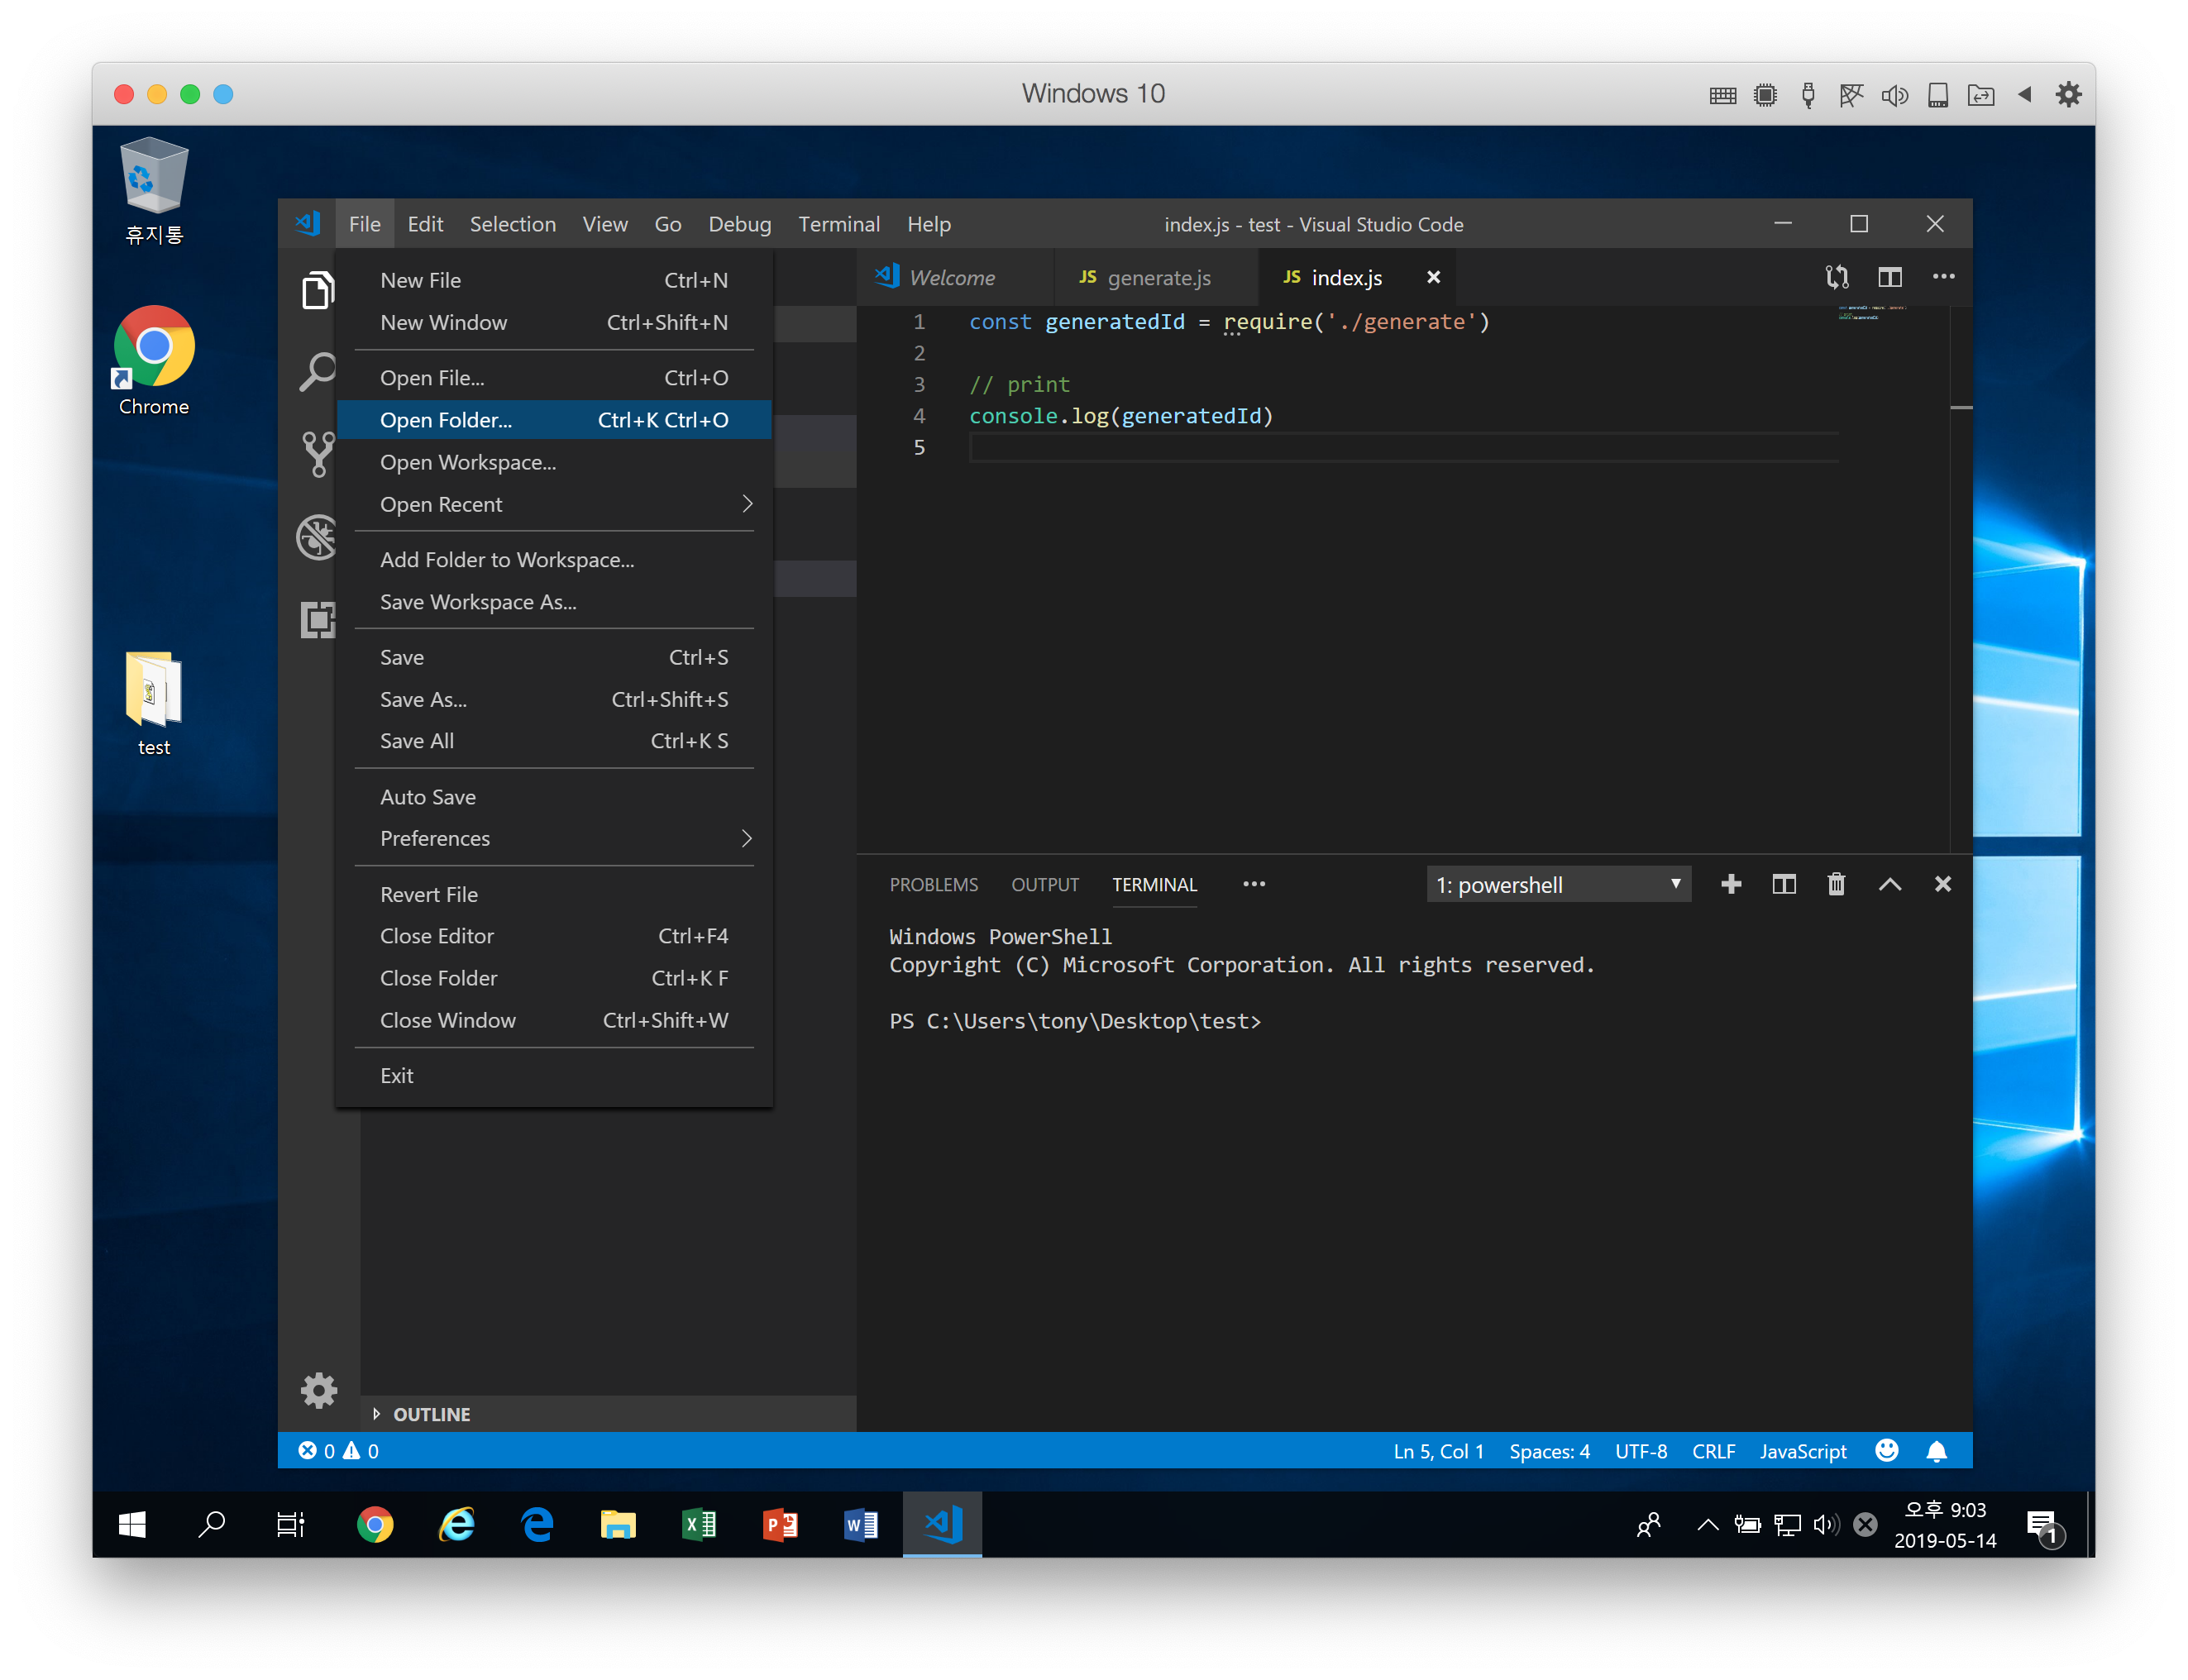 Windows 10
휴지통
Chrome
test
File Edit Selection View Go Debug Terminal Help
index.js - test - Visual Studio Code
New File Ctrl+N
New Window Ctrl+Shift+N
Open File... Ctrl+O
Open Folder... Ctrl+K Ctrl+O
Open Workspace...
Open Recent
Add Folder to Workspace...
Save Workspace As...
Save Ctrl+S
Save As... Ctrl+Shift+S
Save All Ctrl+K S
Auto Save
Preferences
Revert File
Close Editor Ctrl+F4
Close Folder Ctrl+K F
Close Window Ctrl+Shift+W
Exit
OUTLINE
Welcome JS generate.js JS index.js
1 const generatedId = require('./generate')
2
3 // print
4 console.log(generatedId)
5
PROBLEMS OUTPUT TERMINAL 1: powershell
Windows PowerShell
Copyright (C) Microsoft Corporation. All rights reserved.
PS C:\Users\tony\Desktop\test>
0 0 Ln 5, Col 1 Spaces: 4 UTF-8 CRLF JavaScript
오후 9:03
2019-05-14
1